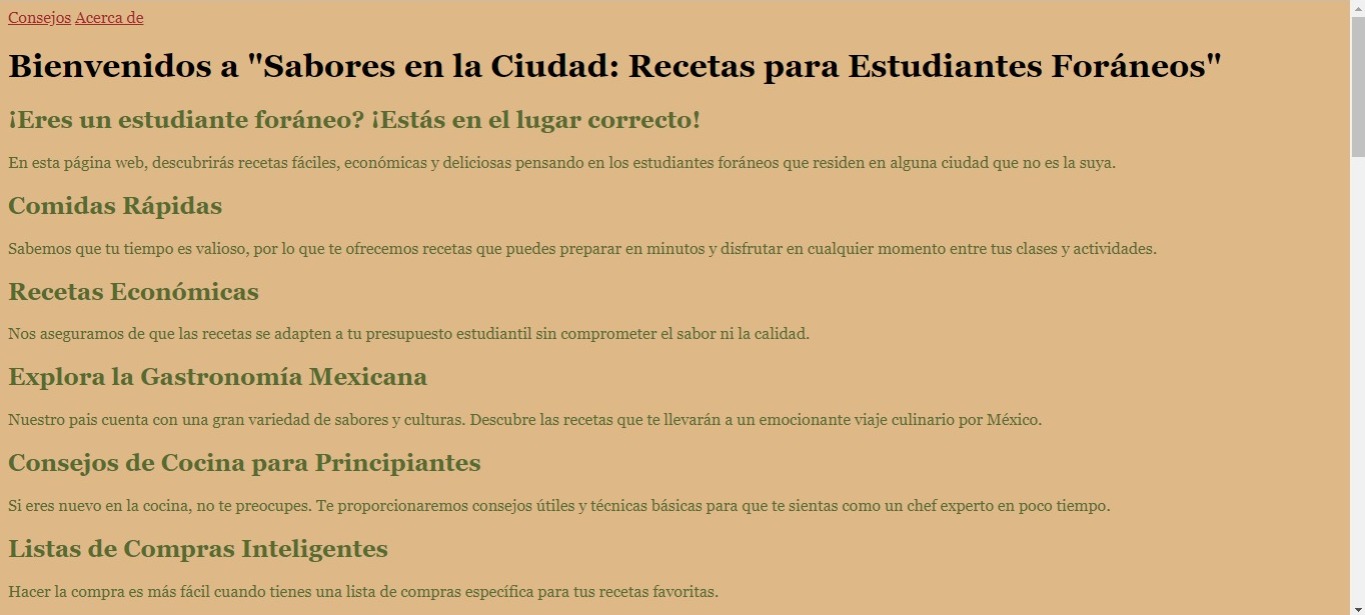 Consejos Acerca de
Bienvenidos a "Sabores en la Ciudad: Recetas para Estudiantes Foráneos"
¡Eres un estudiante foráneo? ¡Estás en el lugar correcto!
En esta página web, descubrirás recetas fáciles, económicas y deliciosas pensando en los estudiantes foráneos que residen en alguna ciudad que no es la suya.
Comidas Rápidas
Sabemos que tu tiempo es valioso, por lo que te ofrecemos recetas que puedes preparar en minutos y disfrutar en cualquier momento entre tus clases y actividades.
Recetas Económicas
Nos aseguramos de que las recetas se adapten a tu presupuesto estudiantil sin comprometer el sabor ni la calidad.
Explora la Gastronomía Mexicana
Nuestro pais cuenta con una gran variedad de sabores y culturas. Descubre las recetas que te llevarán a un emocionante viaje culinario por México.
Consejos de Cocina para Principiantes
Si eres nuevo en la cocina, no te preocupes. Te proporcionaremos consejos útiles y técnicas básicas para que te sientas como un chef experto en poco tiempo.
Listas de Compras Inteligentes
Hacer la compra es más fácil cuando tienes una lista de compras específica para tus recetas favoritas.